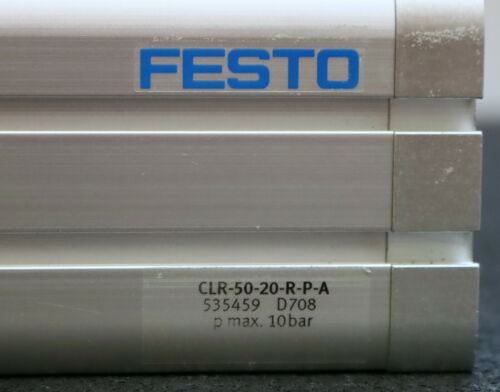 FESTO
CLR-50-20-R-P-A
535459 D708
p max. 10bar